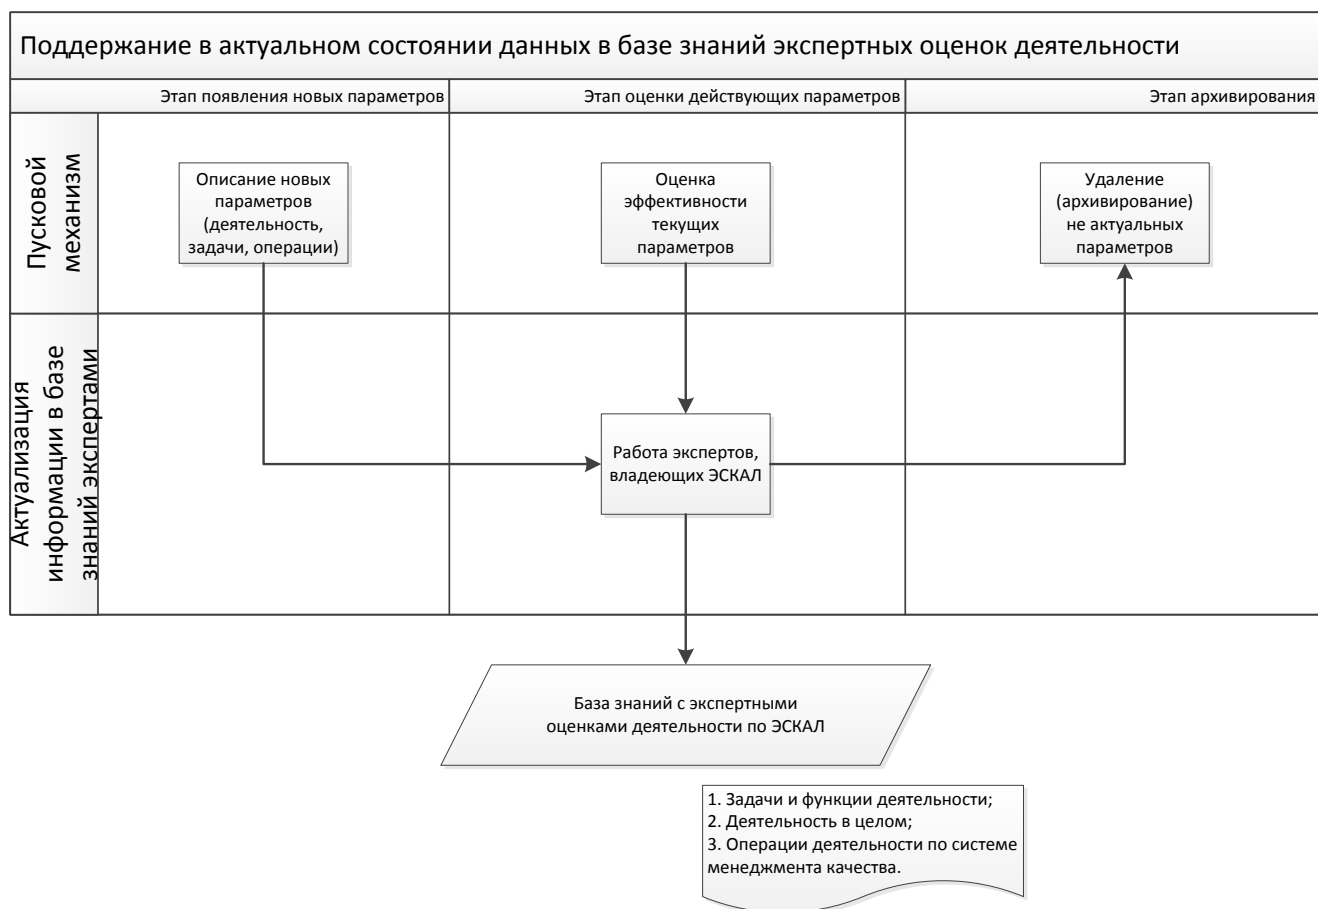 Поддержание в актуальном состоянии данных в базе знаний экспертных оценок деятельности
Этап появления новых параметров
Этап оценки действующих параметров
Этап архивирования
Пусковой
механизм
Описание новых
параметров
(деятельность,
задачи, операции)
Оценка
эффективности
текущих
параметров
Удаление
(архивирование)
не актуальных
параметров
Актуализация
информации в базе
знаний экспертами
Работа экспертов,
владеющих ЭСКАЛ
База знаний с экспертными
оценками деятельности по ЭСКАЛ
1. Задачи и функции деятельности;
2. Деятельность в целом;
3. Операции деятельности по системе
менеджмента качества.